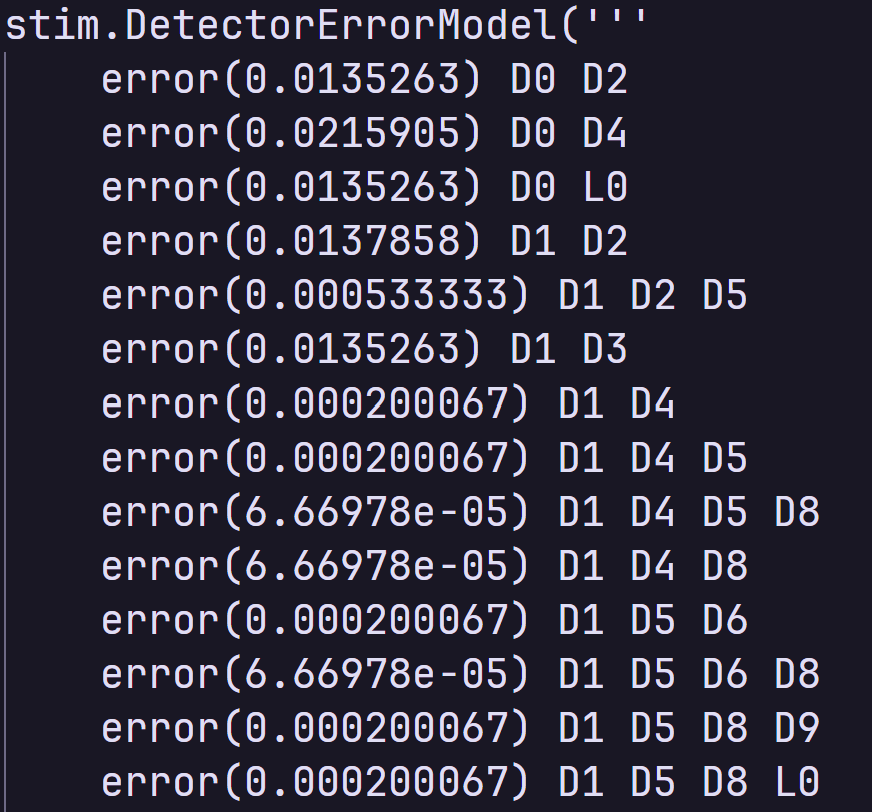 stim.DetectorErrorModel('''
error(0.0135263) D0 D2
error(0.0215905) D0 D4
error(0.0135263) D0 L0
error(0.0137858) D1 D2
error(0.000533333) D1 D2 D5
error(0.0135263) D1 D3
error(0.000200067) D1 D4
error(0.000200067) D1 D4 D5
error(6.66978e-05) D1 D4 D5 D8
error(6.66978e-05) D1 D4 D8
error(0.000200067) D1 D5 D6
error(6.66978e-05) D1 D5 D6 D8
error(0.000200067) D1 D5 D8 D9
error(0.000200067) D1 D5 D8 L0